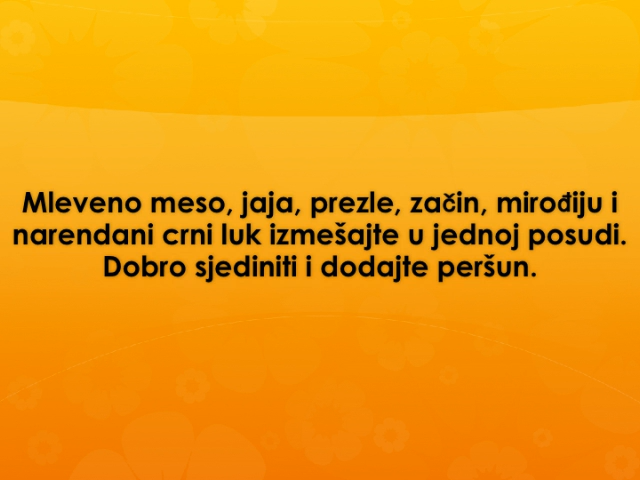 Mleveno meso, jaja, prezle, začin, mirođiju i
narendani crni luk izmešajte u jednoj posudi.
Dobro sjediniti i dodajte peršun.